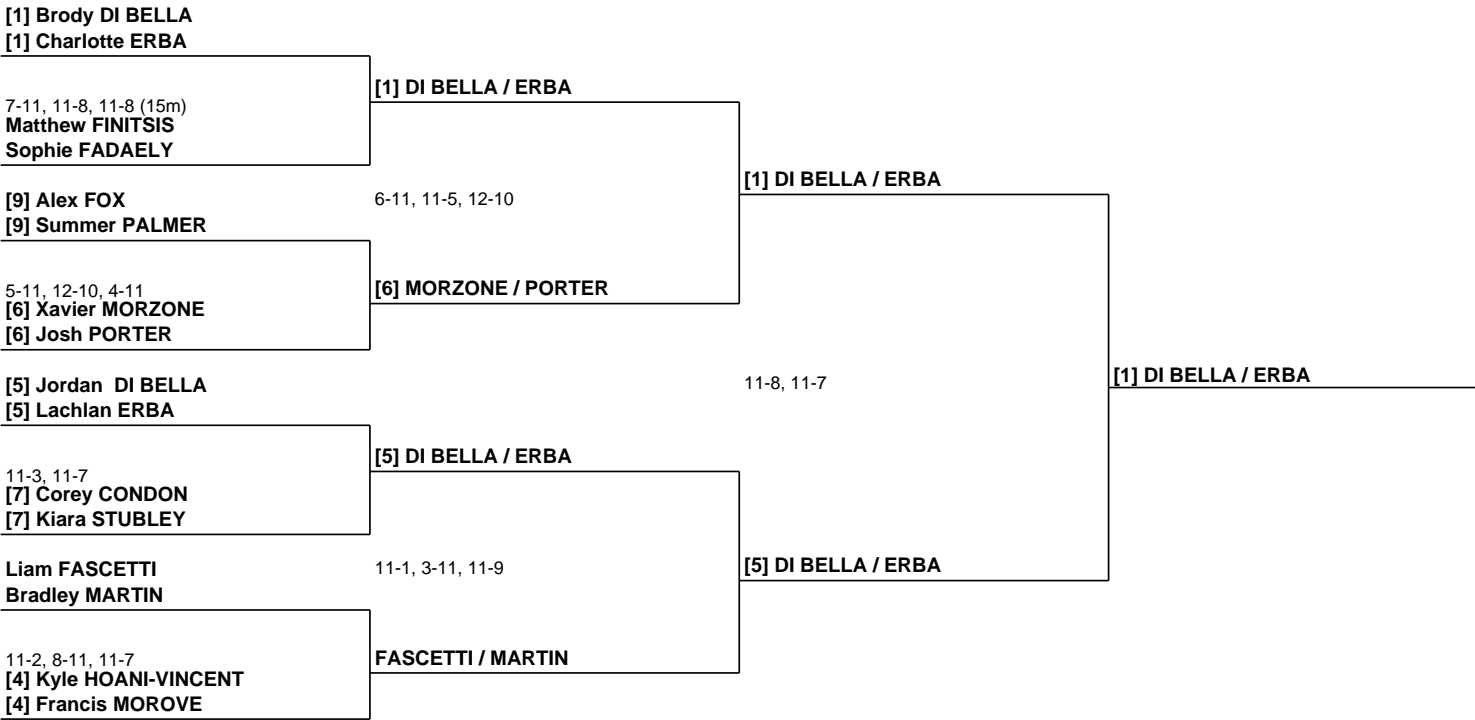 [1] Brody DI BELLA
[1] Charlotte ERBA
[1] DI BELLA / ERBA
7-11, 11-8, 11-8 (15m)
Matthew FINITSIS
Sophie FADAELY
[1] DI BELLA / ERBA
[9] Alex FOX
6-11, 11-5, 12-10
[9] Summer PALMER
5-11, 12-10, 4-11
[6] MORZONE / PORTER
[6] Xavier MORZONE
[6] Josh PORTER
[1] DI BELLA / ERBA
[5] Jordan  DI BELLA
11-8, 11-7
[5] Lachlan ERBA
[5] DI BELLA / ERBA
11-3, 11-7
[7] Corey CONDON
[7] Kiara STUBLEY
Liam FASCETTI
11-1, 3-11, 11-9
[5] DI BELLA / ERBA
Bradley MARTIN
11-2, 8-11, 11-7
FASCETTI / MARTIN
[4] Kyle HOANI-VINCENT
[4] Francis MOROVE